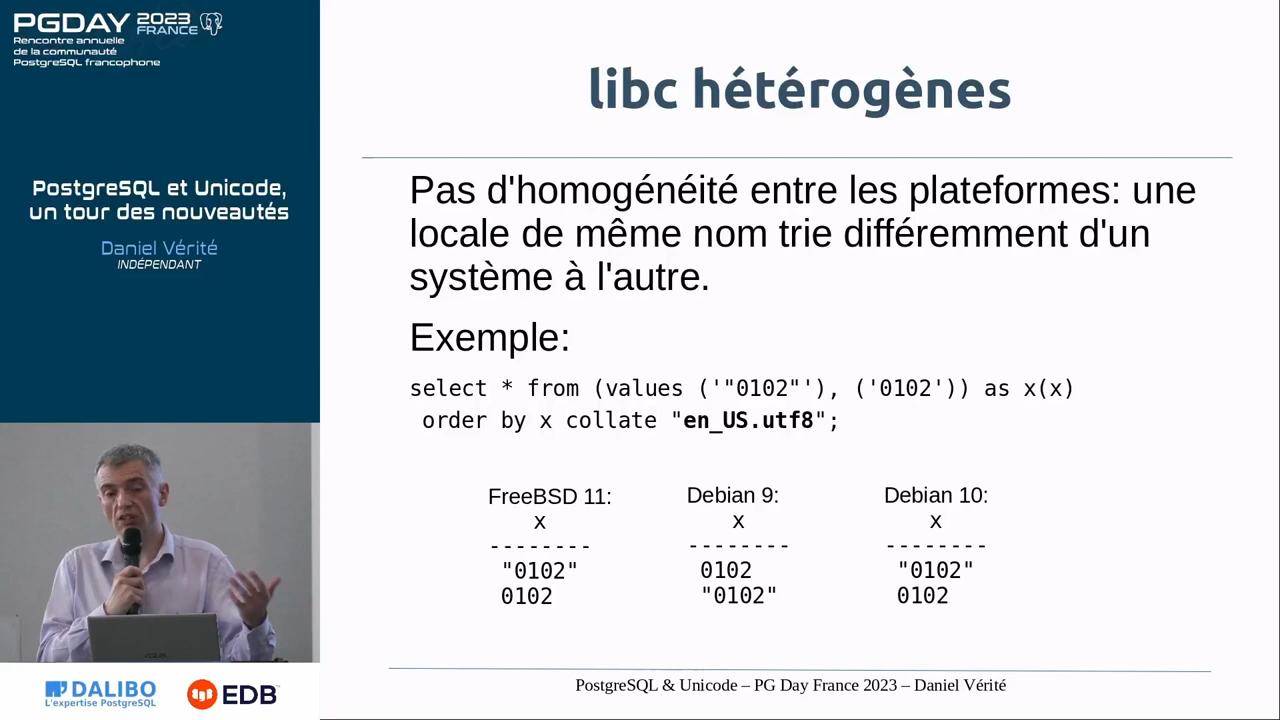 PGDAY 2023 FRANCE
Rencontre annuelle
de la communauté
PostgreSQL francophone
PostgreSQL et Unicode,
un tour des nouveautés
Daniel Vérité
INDÉPENDANT
DALIBO
L'expertise PostgreSQL
EDB
libc hétérogènes
Pas d'homogénéité entre les plateformes: une
locale de même nom trie différemment d'un
système à l'autre.
Exemple:
select * from (values ('"0102"'), ('0102')) as x(x)
order by x collate "en_US.utf8";
FreeBSD 11:
x
--------
"0102"
0102
Debian 9:
x
--------
0102
"0102"
Debian 10:
x
--------
"0102"
0102
PostgreSQL & Unicode – PG Day France 2023 – Daniel Vérité